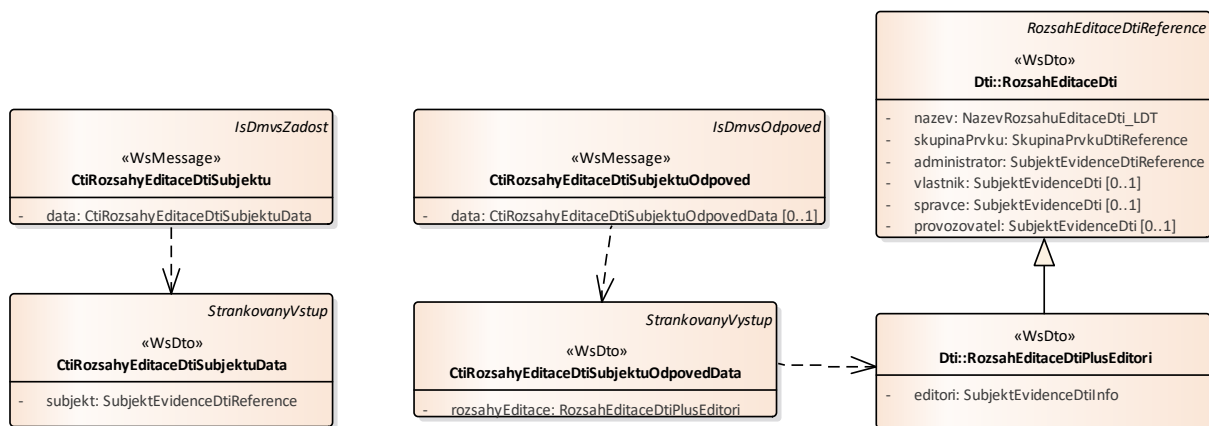 IsDmvsZadost
«WsMessage»
CtiRozsahyEditaceDtiSubjektu
- data: CtiRozsahyEditaceDtiSubjektuData
StrankovanyVstup
«WsDto»
CtiRozsahyEditaceDtiSubjektuData
- subjekt: SubjektEvidenceDtiReference
IsDmvsOdpoved
«WsMessage»
CtiRozsahyEditaceDtiSubjektuOdpoved
- data: CtiRozsahyEditaceDtiSubjektuOdpovedData [0..1]
StrankovanyVystup
«WsDto»
CtiRozsahyEditaceDtiSubjektuOdpovedData
- rozsahyEditace: RozsahEditaceDtiPlusEditori
RozsahEditaceDtiReference
«WsDto»
Dti::RozsahEditaceDti
- nazev: NazevRozsahuEditaceDti_LDT
- skupinaPrvku: SkupinaPrvkuDtiReference
- administrator: SubjektEvidenceDtiReference
- vlastnik: SubjektEvidenceDti [0..1]
- spravce: SubjektEvidenceDti [0..1]
- provozovatel: SubjektEvidenceDti [0..1]
«WsDto»
Dti::RozsahEditaceDtiPlusEditori
- editori: SubjektEvidenceDtiInfo